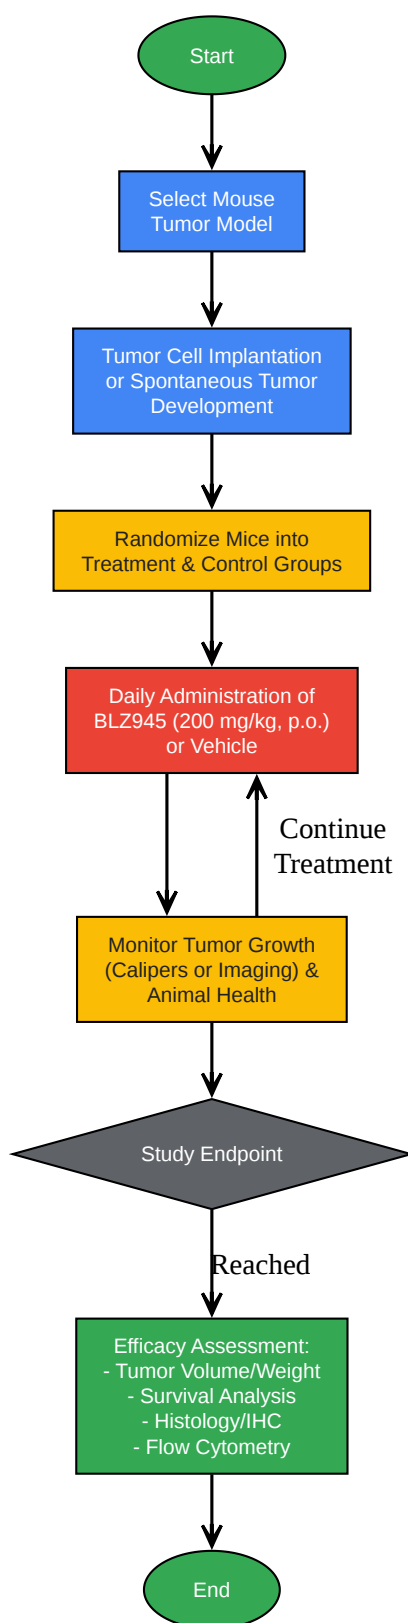 Start
Select Mouse
Tumor Model
Tumor Cell Implantation
or Spontaneous Tumor
Development
Randomize Mice into
Treatment & Control Groups
Daily Administration of
BLZ945 (200 mg/kg, p.o.)
or Vehicle
Continue
Treatment
Monitor Tumor Growth
(Calipers or Imaging) &
Animal Health
Study Endpoint
Reached
Efficacy Assessment:
- Tumor Volume/Weight
- Survival Analysis
- Histology/IHC
- Flow Cytometry
End